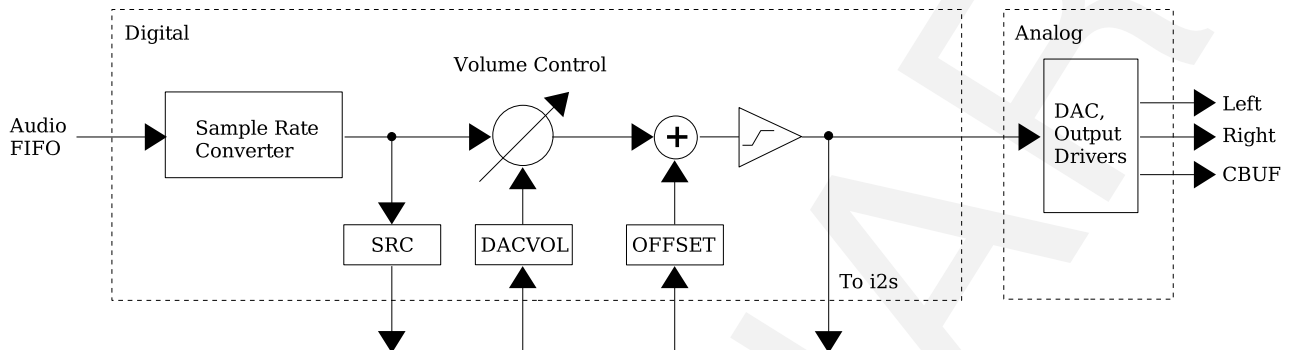 Digital
Analog
Volume Control
Audio
FIFO
Sample Rate
Converter
+
DAC,
Output
Drivers
Left
Right
CBUF
SRC
DACVOL
OFFSET
To i2s